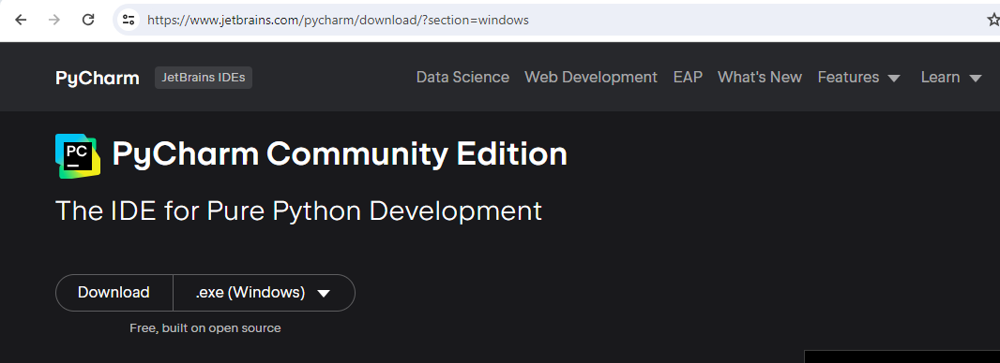 https://www.jetbrains.com/pycharm/download/?section=windows
PyCharm JetBrains IDEs Data Science Web Development EAP What's New Features Learn
PC
PyCharm Community Edition
The IDE for Pure Python Development
Download .exe (Windows)
Free, built on open source